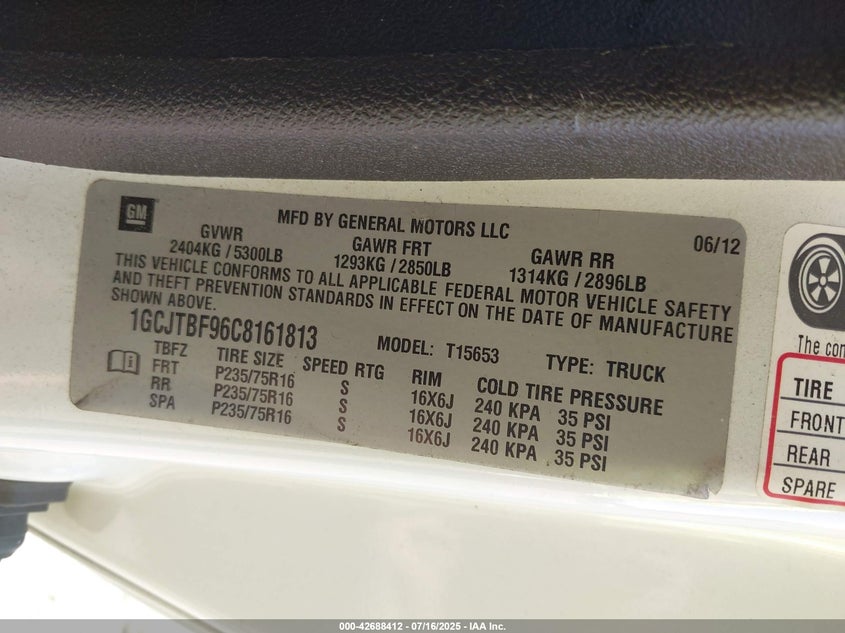 GM
MFD BY GENERAL MOTORS LLC 06/12
GVWR GAWR FRT GAWR RR
2404KG / 5300LB 1293KG / 2850LB 1314KG / 2896LB
THIS VEHICLE CONFORMS TO ALL APPLICABLE FEDERAL MOTOR VEHICLE SAFETY
AND THEFT PREVENTION STANDARDS IN EFFECT ON THE DATE OF MANUFACTURE
SHOWN ABOVE.
1GCJTBF96C8161813 MODEL: T15653 TYPE: TRUCK
TBFZ TIRE SIZE SPEED RTG RIM COLD TIRE PRESSURE
FRT P235/75R16 S 16X6J 240 KPA 35 PSI
RR P235/75R16 S 16X6J 240 KPA 35 PSI
SPA P235/75R16 S 16X6J 240 KPA 35 PSI
The com
TIRE
FRONT
REAR
SPARE
000-42688412 - 07/16/2025 - IAA Inc.